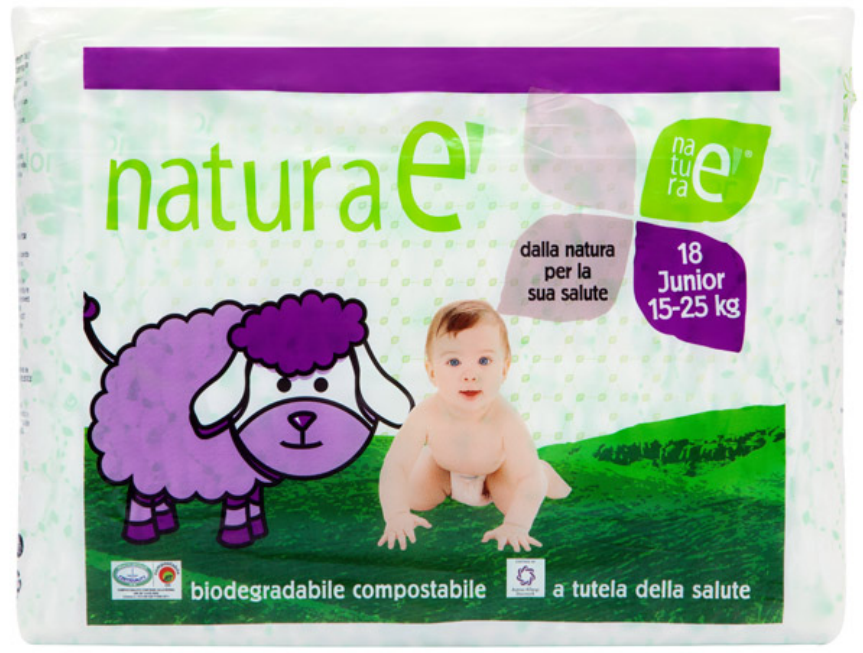 naturaE'
na
tu
ra
E'®
dalla natura
per la
sua salute
18
Junior
15-25 kg
biodegradabile compostabile
a tutela della salute